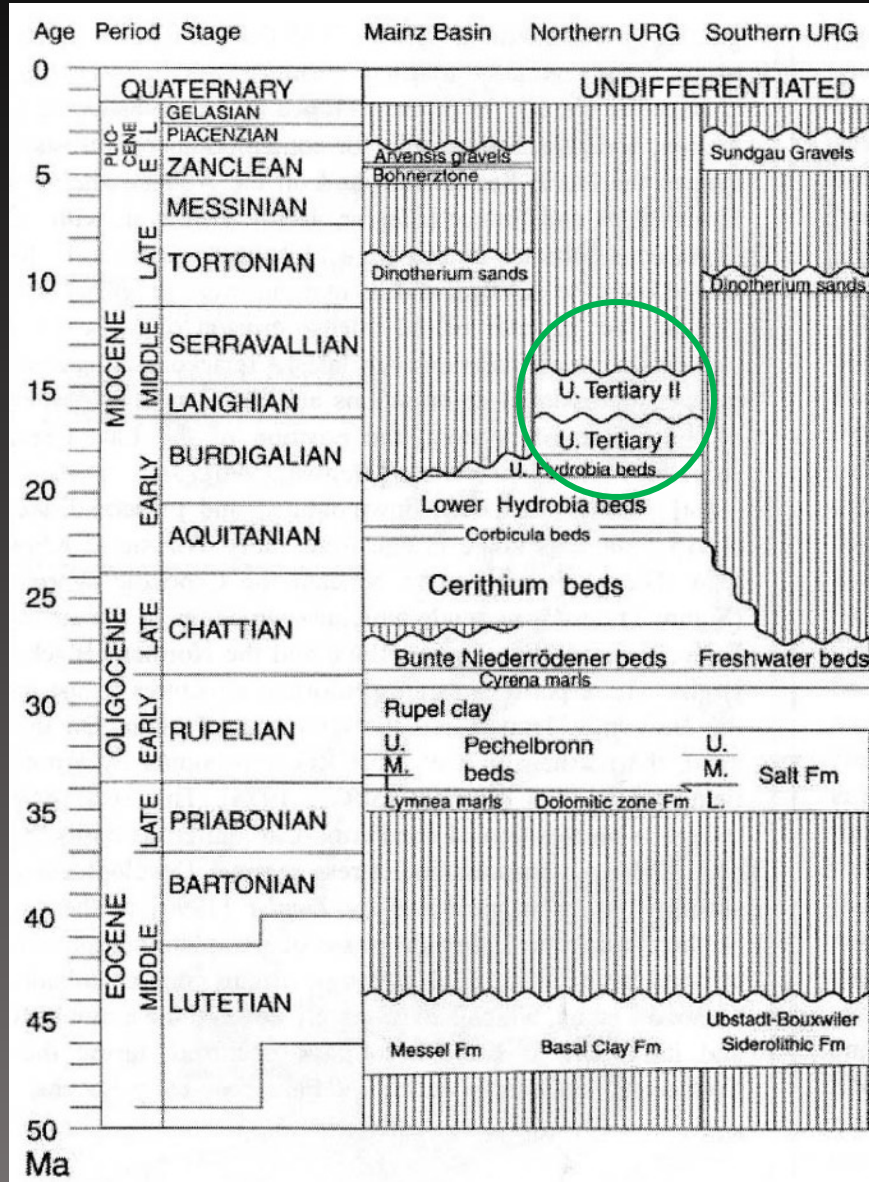 Age Period Stage Mainz Basin Northern URG Southern URG
0
QUATERNARY UNDIFFERENTIATED
GELASIAN
PLIO-
CENE
L
PIACENZIAN
E
ZANCLEAN
Arvensis gravels
Bohnerztone
Sundgau Gravels
5
MESSINIAN
MIOCENE
LATE
TORTONIAN
Dinotherium sands
Dinotherium sands
10
MIDDLE
SERRAVALLIAN
15
U. Tertiary II
LANGHIAN
U. Tertiary I
EARLY
BURDIGALIAN
U. Hydrobia beds
20
Lower Hydrobia beds
AQUITANIAN
Corbicula beds
25
Cerithium beds
OLIGOCENE
LATE
CHATTIAN
Bunte Niederrödener beds Freshwater beds
Cyrena marls
30
Rupel clay
EARLY
RUPELIAN
U. Pechelbronn U.
M. beds M. Salt Fm
35
Lymnea marls Dolomitic zone Fm L.
EOCENE
LATE
PRIABONIAN
BARTONIAN
40
MIDDLE
LUTETIAN
45
Ubstadt-Bouxwiler
Messel Fm Basal Clay Fm Siderolithic Fm
50
Ma